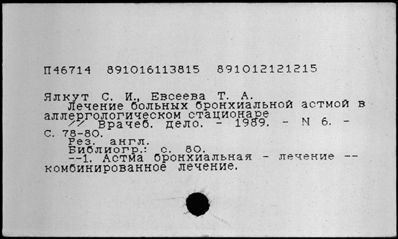 П46714 891016113815 891012121215
Ялкут С. И., Евсеева Т. А.
Лечение больных бронхиальной астмой в
аллергологическом стационаре
// Врачеб. дело. - 1989. - N 6. -
С. 78-80.
Рез. англ.
Библиогр.: с. 80.
--1. Астма бронхиальная - лечение --
комбинированное лечение.